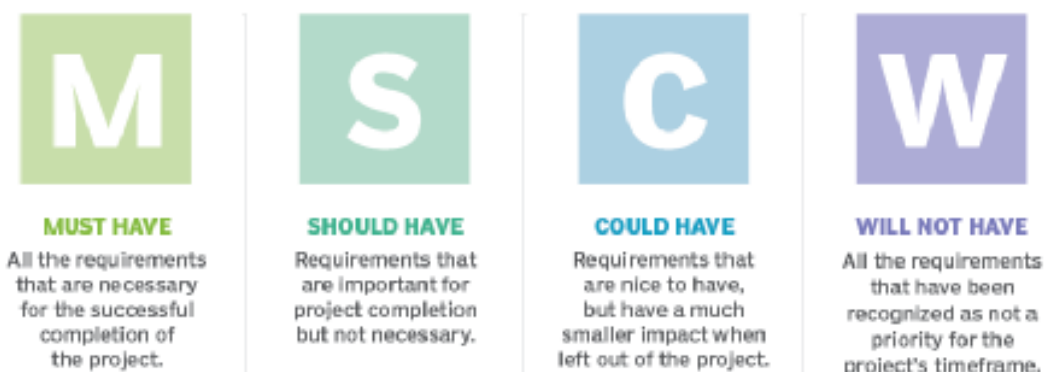 M
MUST HAVE
All the requirements
that are necessary
for the successful
completion of
the project.
S
SHOULD HAVE
Requirements that
are important for
project completion
but not necessary.
C
COULD HAVE
Requirements that
are nice to have,
but have a much
smaller impact when
left out of the project.
W
WILL NOT HAVE
All the requirements
that have been
recognized as not a
priority for the
project's timeframe.